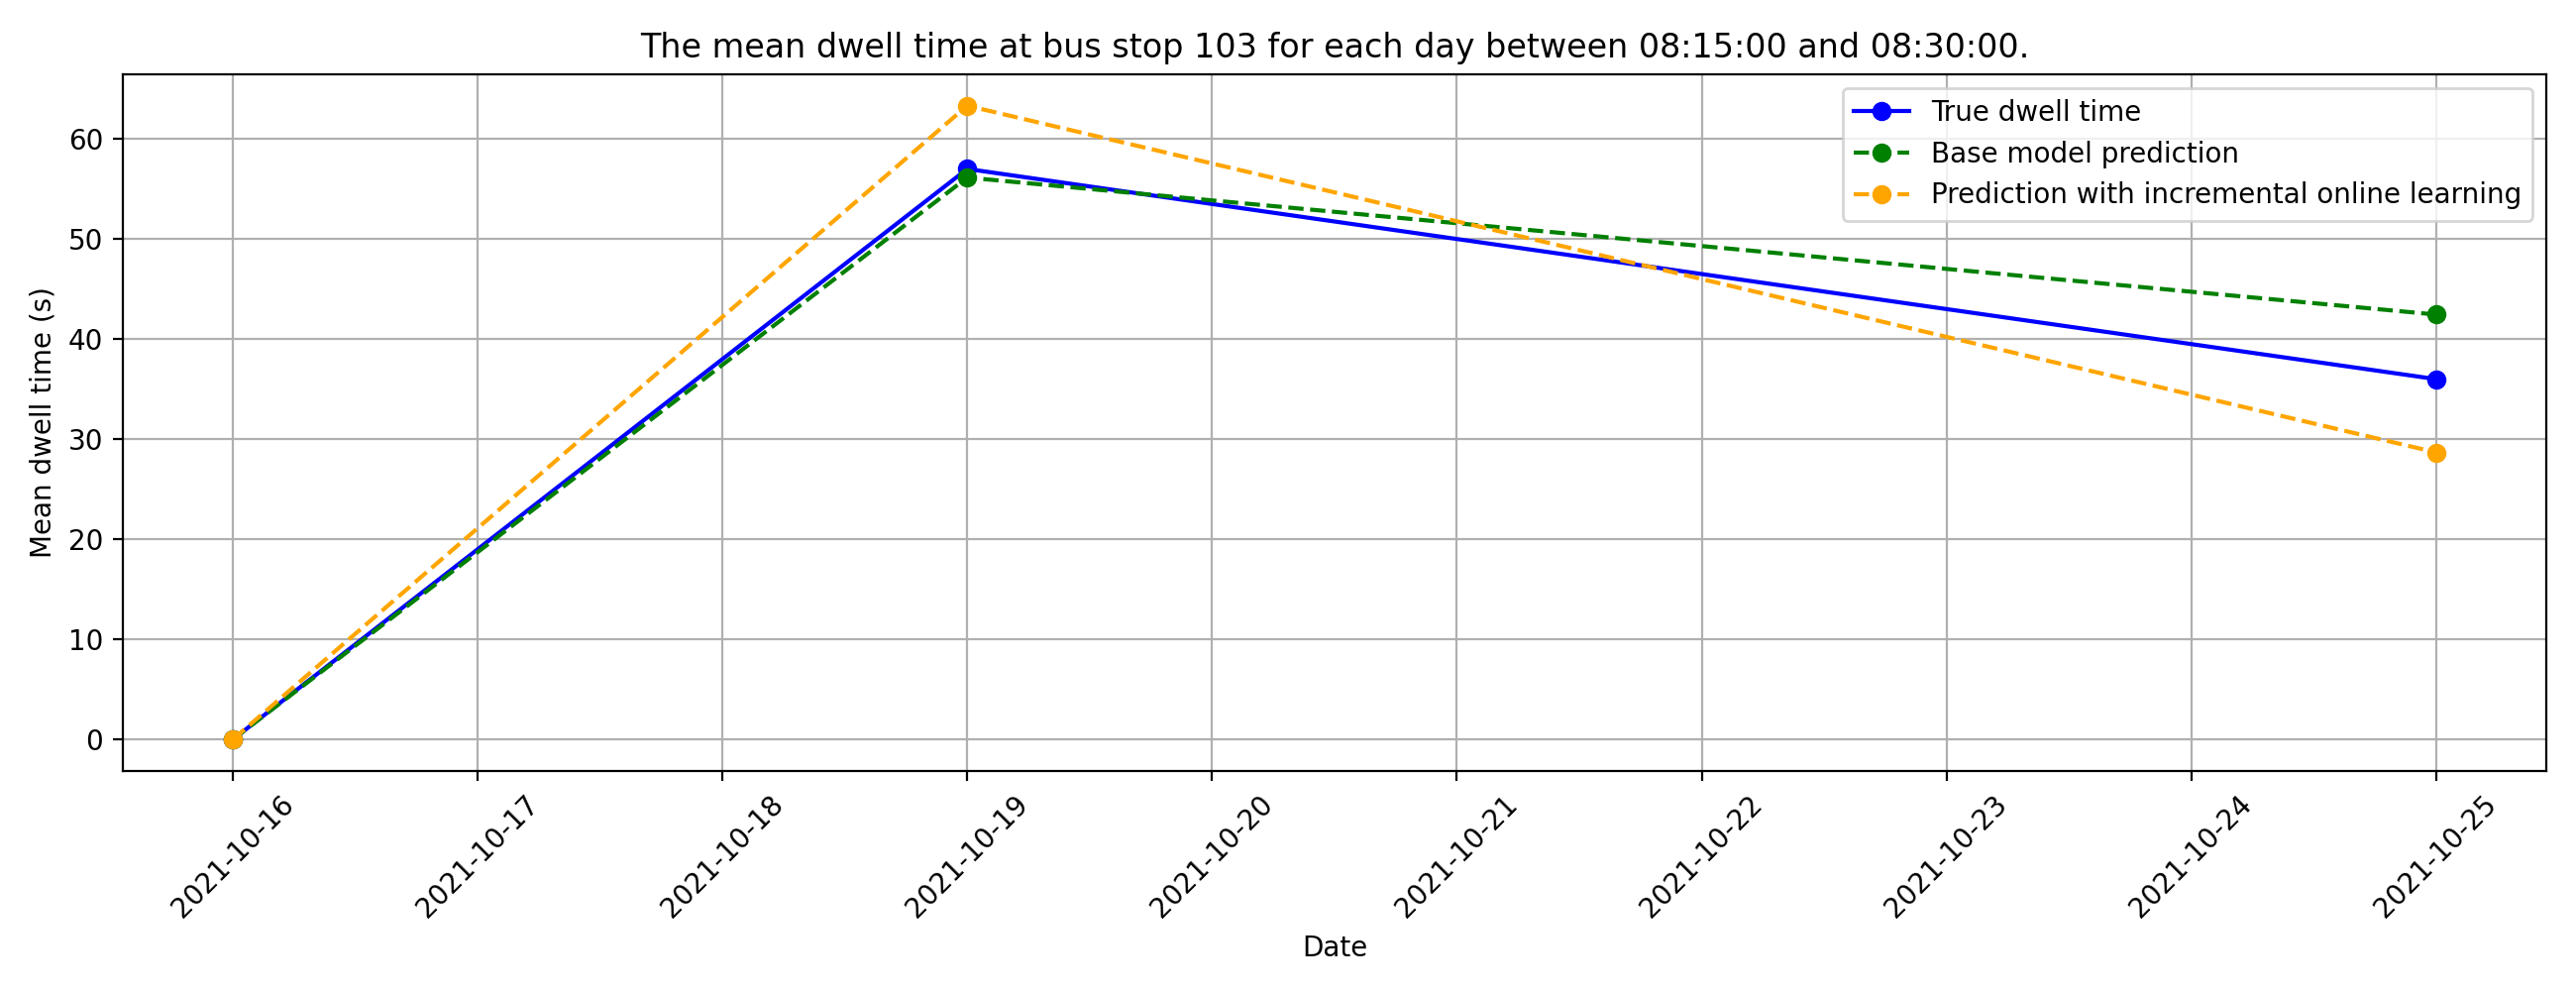 The mean dwell time at bus stop 103 for each day between 08:15:00 and 08:30:00.
True dwell time
Base model prediction
Prediction with incremental online learning
Mean dwell time (s)
60
50
40
30
20
10
0
2021-10-16
2021-10-17
2021-10-18
2021-10-19
2021-10-20
2021-10-21
2021-10-22
2021-10-23
2021-10-24
2021-10-25
Date